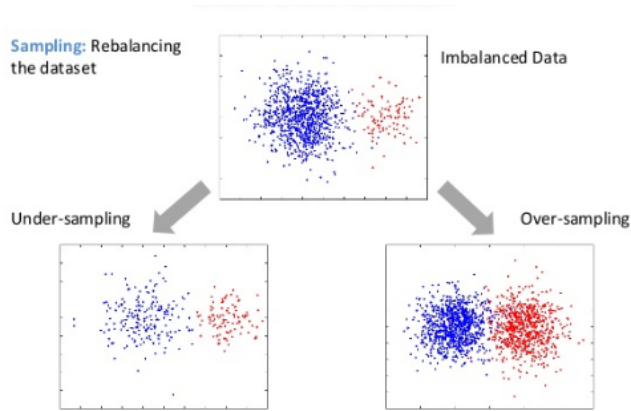 Sampling: Rebalancing
the dataset
Imbalanced Data
Under-sampling
Over-sampling